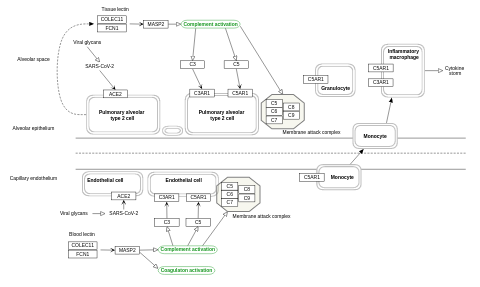 Tissue lectin
COLEC11
FCN1
MASP2
Complement activation
Viral glycans
SARS-CoV-2
ACE2
Alveolar space
C3
C5
C3AR1
C5AR1
Pulmonary alveolar
type 2 cell
Pulmonary alveolar
type 2 cell
C5
C6
C7
C8
C9
Membrane attack complex
C5AR1
Granulocyte
Inflammatory
macrophage
C5AR1
C3AR1
Cytokine
storm
Alveolar epithelium
Monocyte
Capillary endothelium
Endothelial cell
ACE2
Endothelial cell
C3AR1
C5AR1
C5
C6
C7
C8
C9
Membrane attack complex
C5AR1
Monocyte
Viral glycans
SARS-CoV-2
C3
C5
Blood lectin
COLEC11
FCN1
MASP2
Complement activation
Coagulaton activation